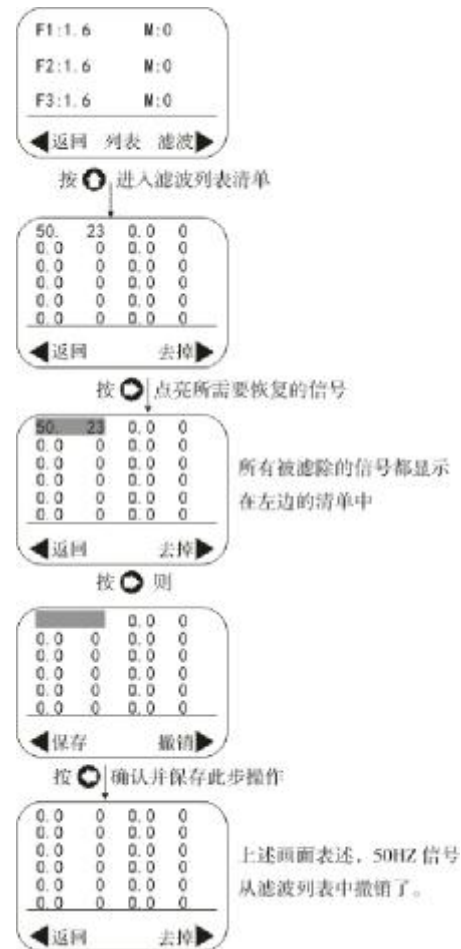 F1:1.6 M:0
F2:1.6 M:0
F3:1.6 M:0
返回 列表 滤波
按 进入滤波列表清单
50. 23 0.0 0
0.0 0 0.0 0
0.0 0 0.0 0
0.0 0 0.0 0
0.0 0 0.0 0
0.0 0 0.0 0
返回 去掉
按 点亮所需要恢复的信号
50. 23 0.0 0
0.0 0 0.0 0
0.0 0 0.0 0
0.0 0 0.0 0
0.0 0 0.0 0
0.0 0 0.0 0
返回 去掉
所有被滤除的信号都显示
在左边的清单中
按 则
0.0 0
0.0 0 0.0 0
0.0 0 0.0 0
0.0 0 0.0 0
0.0 0 0.0 0
0.0 0 0.0 0
保存 撤销
按 确认并保存此步操作
0.0 0 0.0 0
0.0 0 0.0 0
0.0 0 0.0 0
0.0 0 0.0 0
0.0 0 0.0 0
0.0 0 0.0 0
返回 去掉
上述画面表述，50HZ 信号
从滤波列表中撤销了。